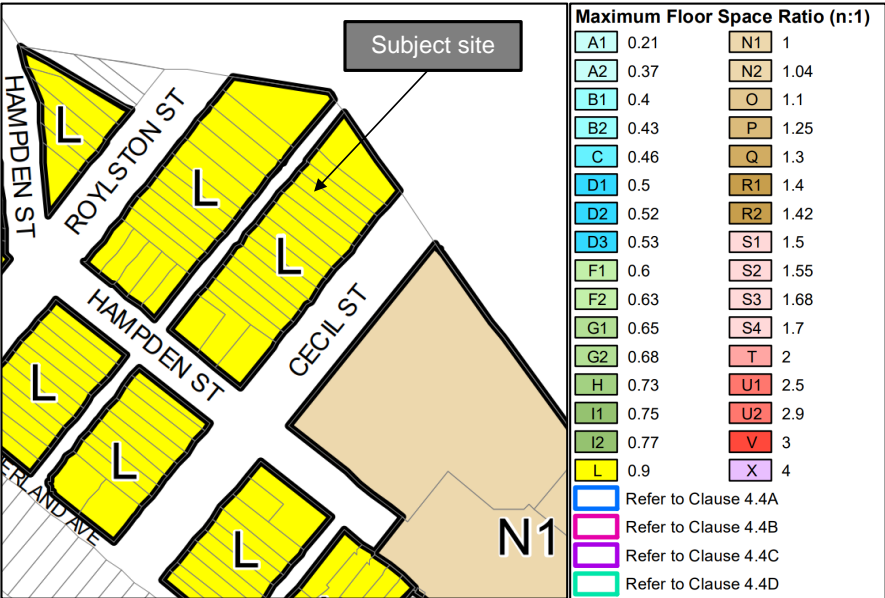 Subject site
HAMPDEN ST
ROYLSTON ST
L
L
L
HAMPDEN ST
CECIL ST
L
L
L
N1
ERLAND AVE
Maximum Floor Space Ratio (n:1)
A1 0.21 N1 1
A2 0.37 N2 1.04
B1 0.4 O 1.1
B2 0.43 P 1.25
C 0.46 Q 1.3
D1 0.5 R1 1.4
D2 0.52 R2 1.42
D3 0.53 S1 1.5
F1 0.6 S2 1.55
F2 0.63 S3 1.68
G1 0.65 S4 1.7
G2 0.68 T 2
H 0.73 U1 2.5
I1 0.75 U2 2.9
I2 0.77 V 3
L 0.9 X 4
Refer to Clause 4.4A
Refer to Clause 4.4B
Refer to Clause 4.4C
Refer to Clause 4.4D